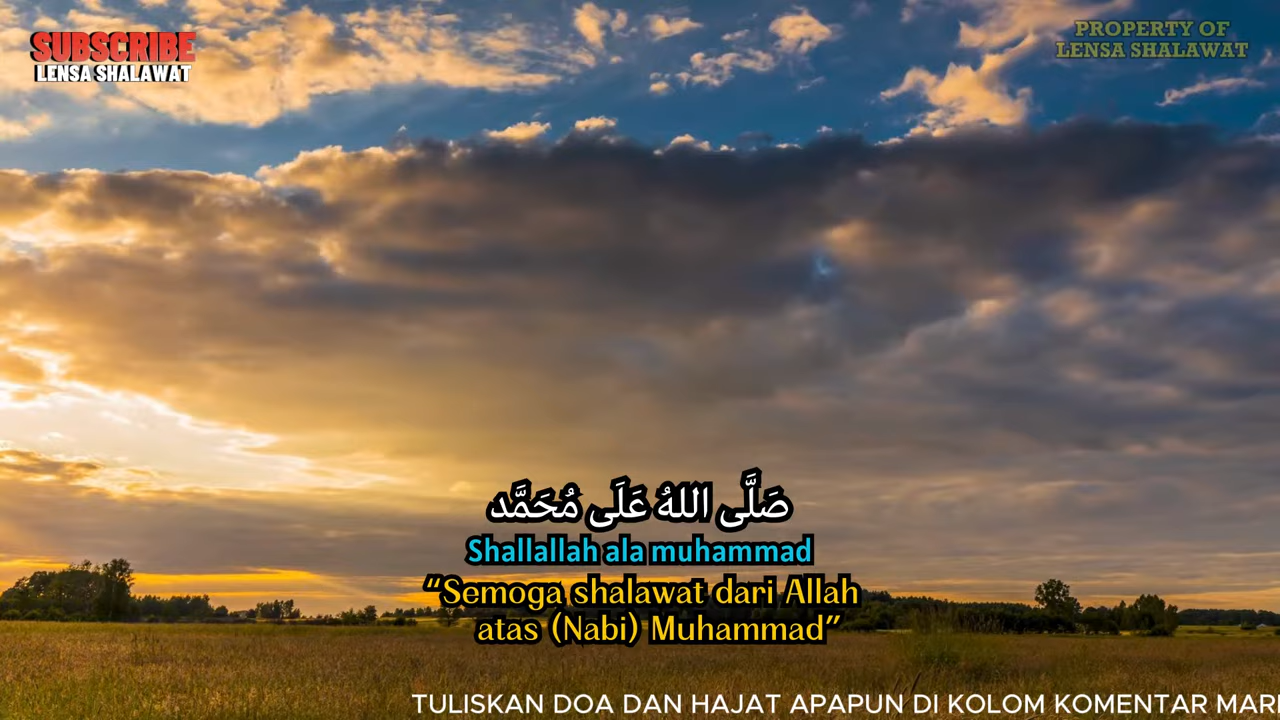 SUBSCRIBE
LENSA SHALAWAT
PROPERTY OF
LENSA SHALAWAT
صَلَّى اللهُ عَلَى مُحَمَّد
Shallallah ala muhammad
“Semoga shalawat dari Allah
atas (Nabi) Muhammad”
TULISKAN DOA DAN HAJAT APAPUN DI KOLOM KOMENTAR